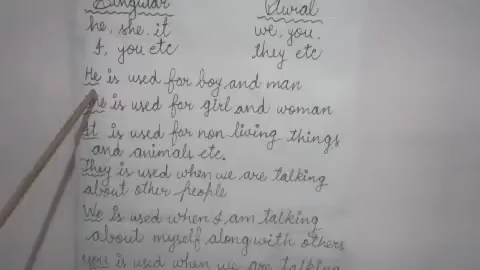 Singular Plural
he, she, it we, you,
I, you etc they etc
He is used for boy and man
She is used for girl and woman
It is used for non living things
and animals etc.
They is used when we are talking
about other people
We is used when I am talking
about myself along with others
you is used when we are talking